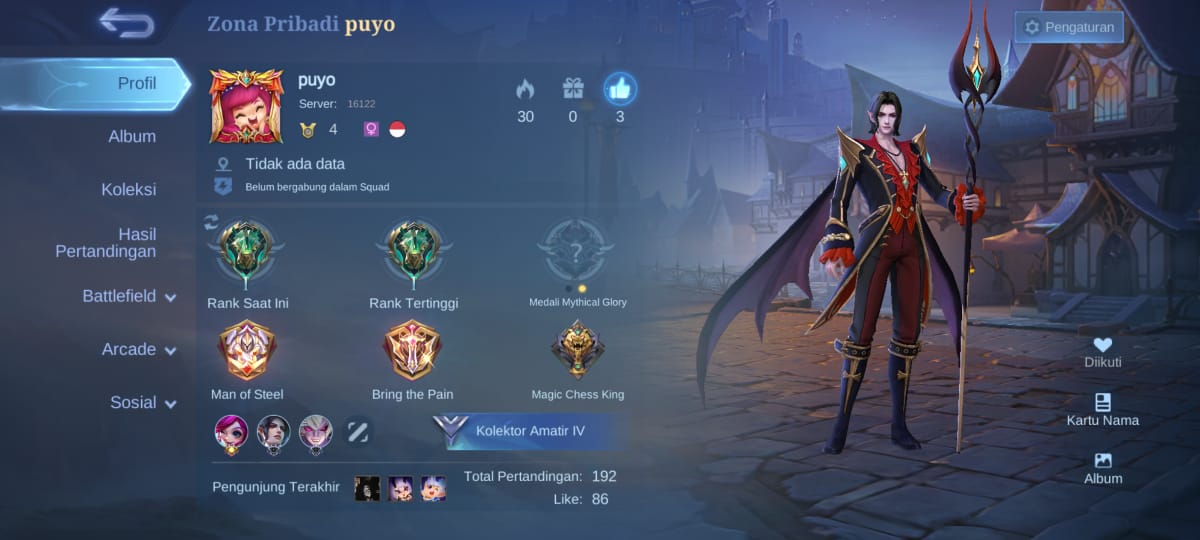 Zona Pribadi puyo
Pengaturan
Profil
Album
Koleksi
Hasil
Pertandingan
Battlefield
Arcade
Sosial
puyo
Server: 16122
4
30
0
3
Tidak ada data
Belum bergabung dalam Squad
?
Rank Saat Ini
Rank Tertinggi
Medali Mythical Glory
Man of Steel
Bring the Pain
Magic Chess King
Kolektor Amatir IV
Pengunjung Terakhir
Total Pertandingan: 192
Like: 86
Diikuti
Kartu Nama
Album